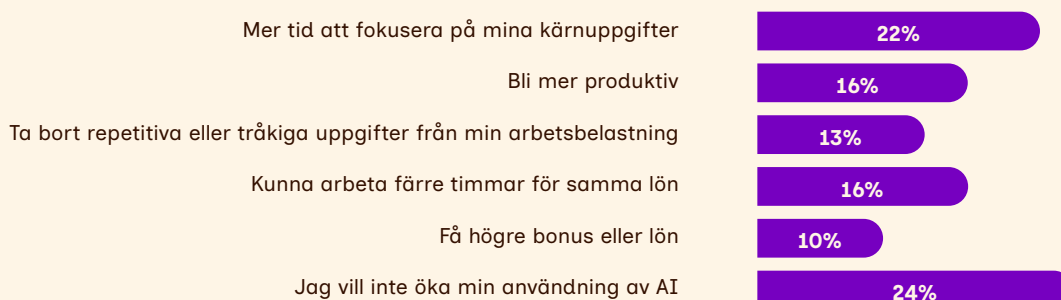 Mer tid att fokusera på mina kärnuppgifter 22%
Bli mer produktiv 16%
Ta bort repetitiva eller tråkiga uppgifter från min arbetsbelastning 13%
Kunna arbeta färre timmar för samma lön 16%
Få högre bonus eller lön 10%
Jag vill inte öka min användning av AI 24%